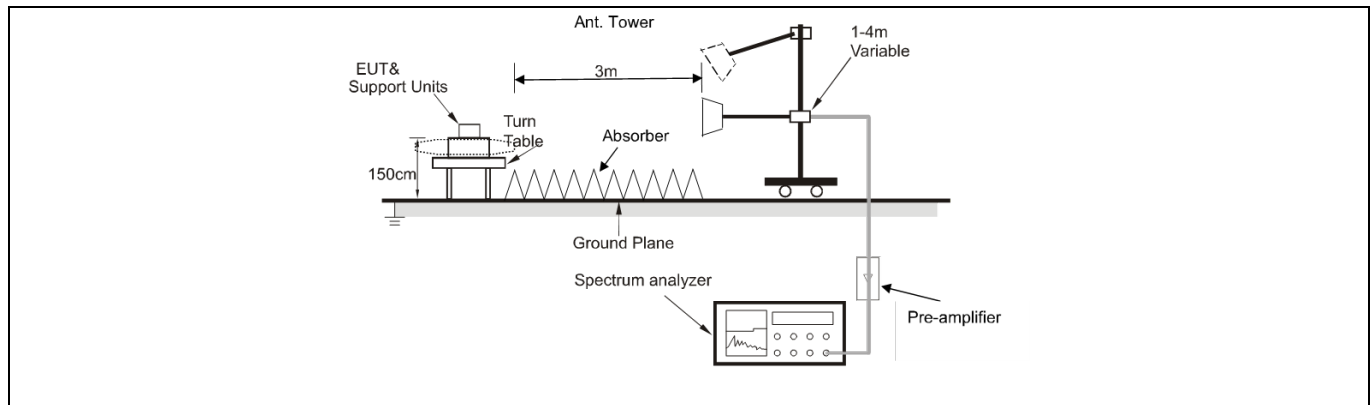 Ant. Tower
1-4m
Variable
3m
EUT&
Support Units
Turn
Table
Absorber
150cm
Ground Plane
Spectrum analyzer
Pre-amplifier